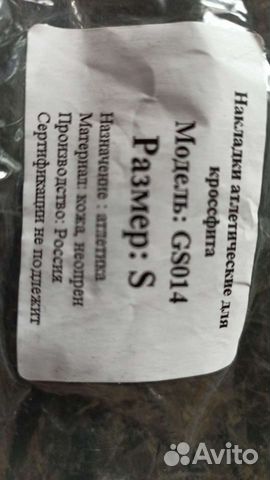 Накладки атлетические для
кроссфита
Модель: GS014
Размер: S
Назначение : атлетика
Материал: кожа, неопрен
Производство: Россия
Сертификации не подлежит
Avito